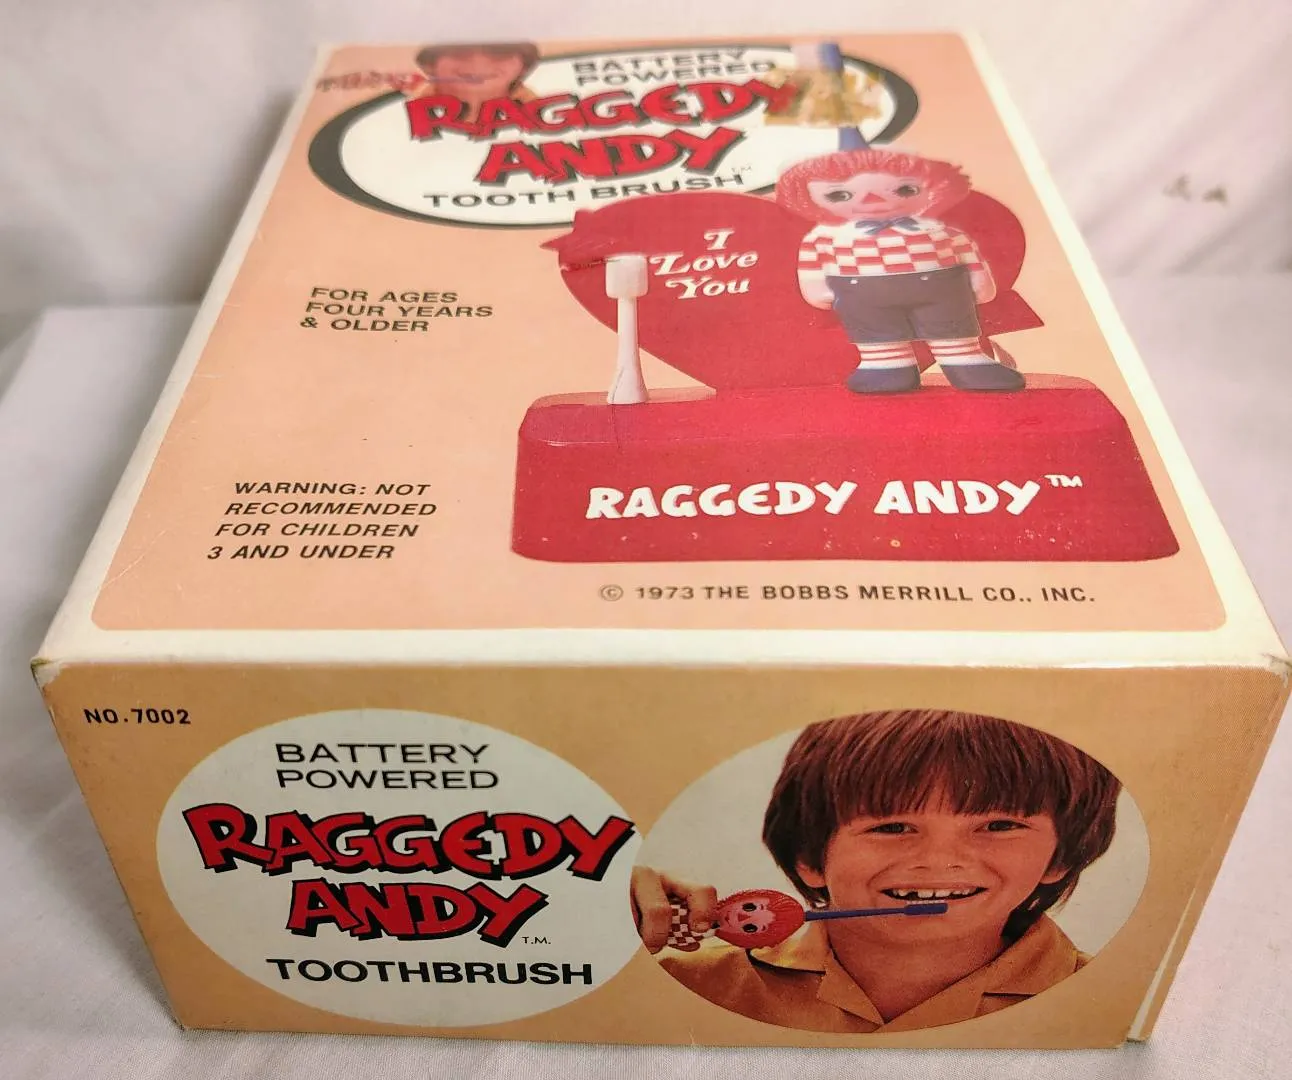 BATTERY
POWERED
RAGGEDY
ANDY
TOOTH BRUSH™
I
Love
You
FOR AGES
FOUR YEARS
& OLDER
WARNING: NOT
RECOMMENDED
FOR CHILDREN
3 AND UNDER
RAGGEDY ANDY™
© 1973 THE BOBBS MERRILL CO., INC.
NO.7002
BATTERY
POWERED
RAGGEDY
ANDY
T.M.
TOOTHBRUSH